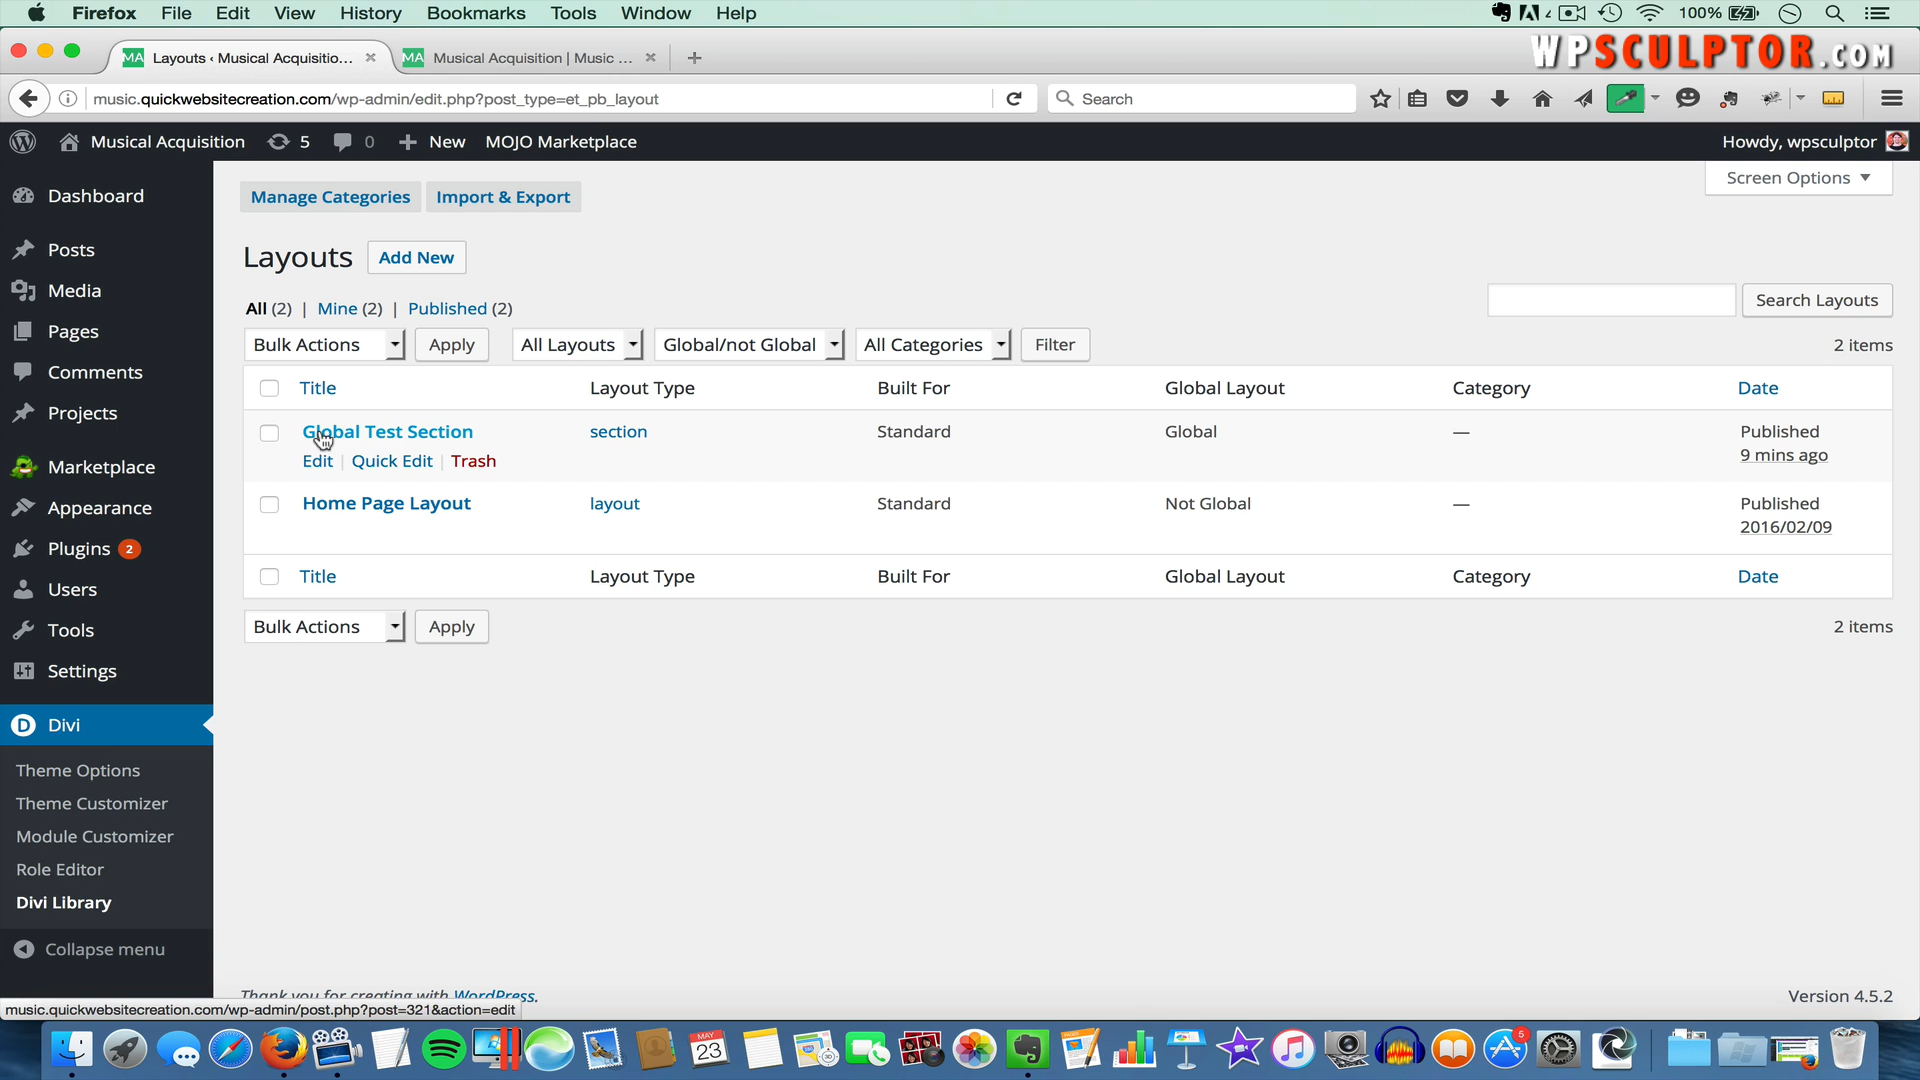 Firefox File Edit View History Bookmarks Tools Window Help 4 100%
WPSCULPTOR.COM
MA Layouts ‹ Musical Acquisitio... MA Musical Acquisition | Music ...
music.quickwebsitecreation.com/wp-admin/edit.php?post_type=et_pb_layout Search
Musical Acquisition 5 0 New MOJO Marketplace Howdy, wpsculptor
Screen Options
Manage Categories Import & Export
Layouts Add New
All (2) | Mine (2) | Published (2)
Search Layouts
Bulk Actions Apply All Layouts Global/not Global All Categories Filter 2 items
Title Layout Type Built For Global Layout Category Date
Global Test Section section Standard Global — Published
9 mins ago
Edit | Quick Edit | Trash
Home Page Layout layout Standard Not Global — Published
2016/02/09
Title Layout Type Built For Global Layout Category Date
Bulk Actions Apply 2 items
Dashboard
Posts
Media
Pages
Comments
Projects
Marketplace
Appearance
Plugins 2
Users
Tools
Settings
D Divi
Theme Options
Theme Customizer
Module Customizer
Role Editor
Divi Library
Collapse menu
Thank you for creating with WordPress.
Version 4.5.2
music.quickwebsitecreation.com/wp-admin/post.php?post=321&action=edit
MAY
23
5